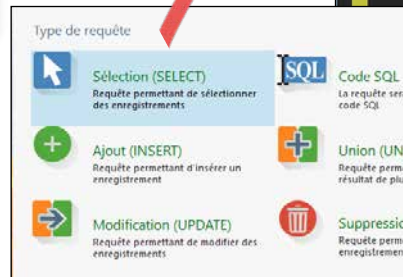 Type de requête
Sélection (SELECT)
Requête permettant de sélectionner
des enregistrements
SQL
Code SQL
La requête
code SQL
Ajout (INSERT)
Requête permettant d'insérer un
enregistrement
Union (UN
Requête perm
résultat de plu
Modification (UPDATE)
Requête permettant de modifier des
enregistrements
Suppressio
Requête perm
enregistremen